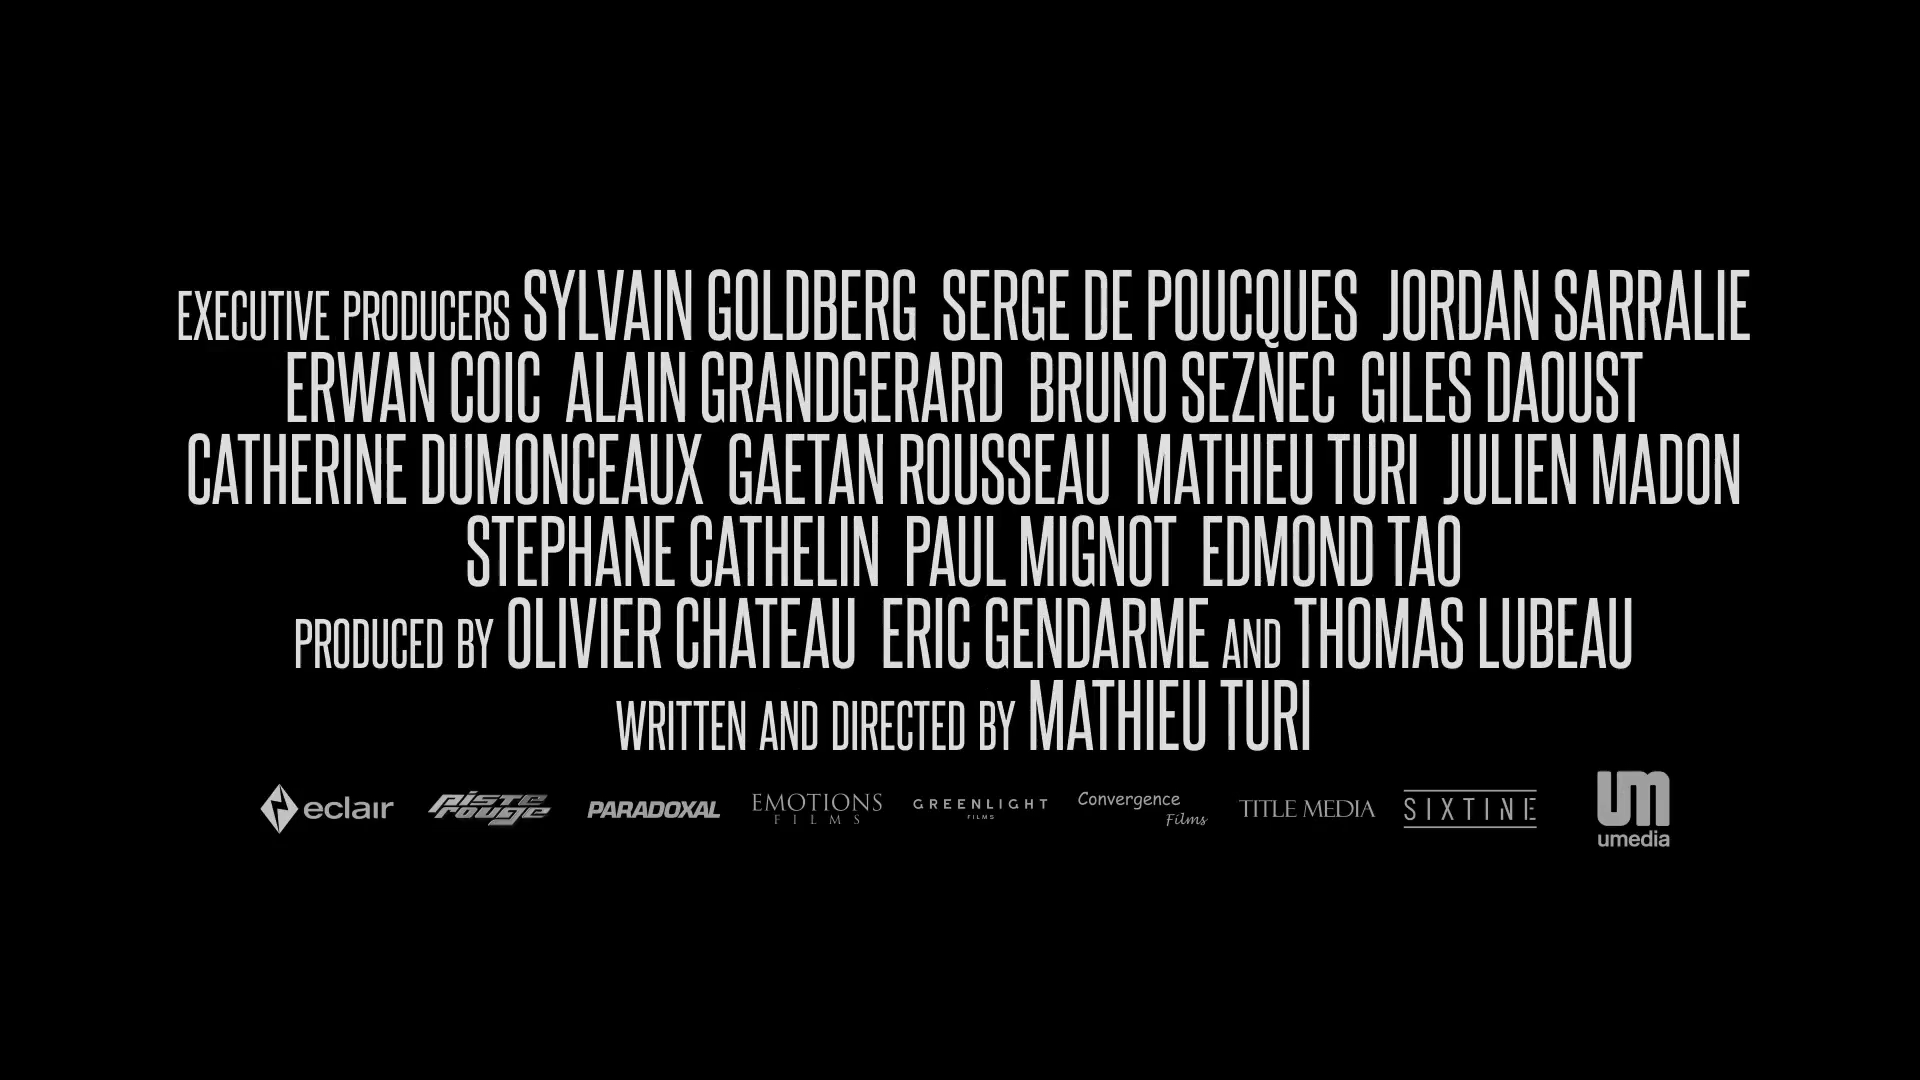 EXECUTIVE PRODUCERS SYLVAIN GOLDBERG SERGE DE POUCQUES JORDAN SARRALIE
ERWAN COIC ALAIN GRANDGERARD BRUNO SEZNEC GILES DAOUST
CATHERINE DUMONCEAUX GAETAN ROUSSEAU MATHIEU TURI JULIEN MADON
STEPHANE CATHELIN PAUL MIGNOT EDMOND TAO
PRODUCED BY OLIVIER CHATEAU ERIC GENDARME AND THOMAS LUBEAU
WRITTEN AND DIRECTED BY MATHIEU TURI
eclair
piste
rouge
PARADOXAL
EMOTIONS
FILMS
GREENLIGHT
FILMS
Convergence
Films
TITLE MEDIA
SIXTINE
um
umedia